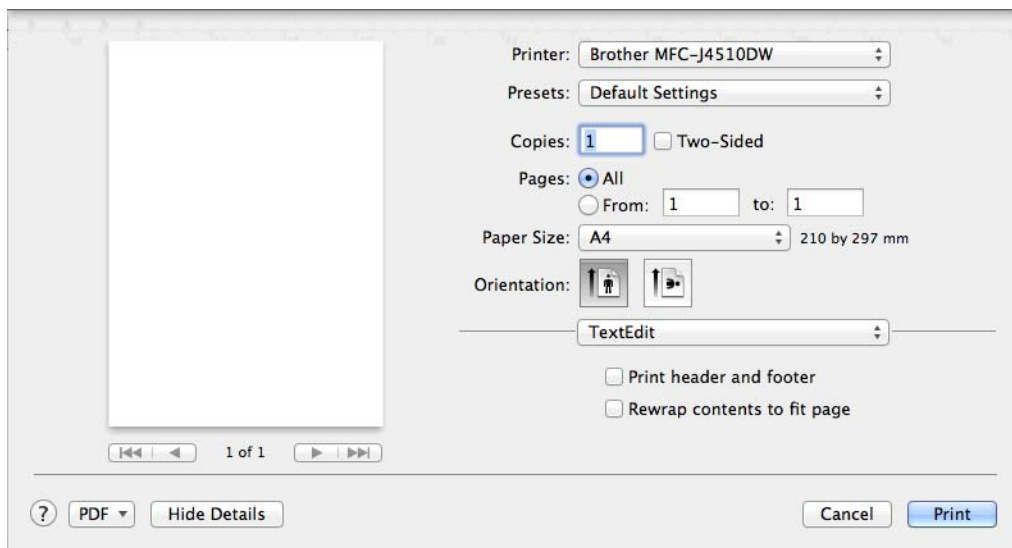 Printer: Brother MFC-J4510DW
Presets: Default Settings
Copies: 1 Two-Sided
Pages: All
From: 1 to: 1
Paper Size: A4 210 by 297 mm
Orientation:
TextEdit
Print header and footer
Rewrap contents to fit page
1 of 1
? PDF Hide Details Cancel Print